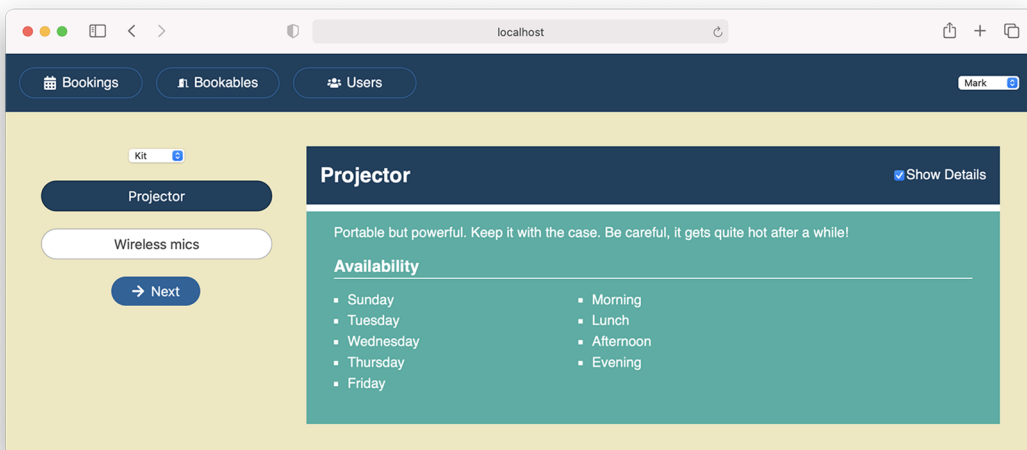 localhost
Bookings Bookables Users Mark
Kit
Projector
Wireless mics
Next
Projector Show Details
Portable but powerful. Keep it with the case. Be careful, it gets quite hot after a while!
Availability
Sunday
Tuesday
Wednesday
Thursday
Friday
Morning
Lunch
Afternoon
Evening